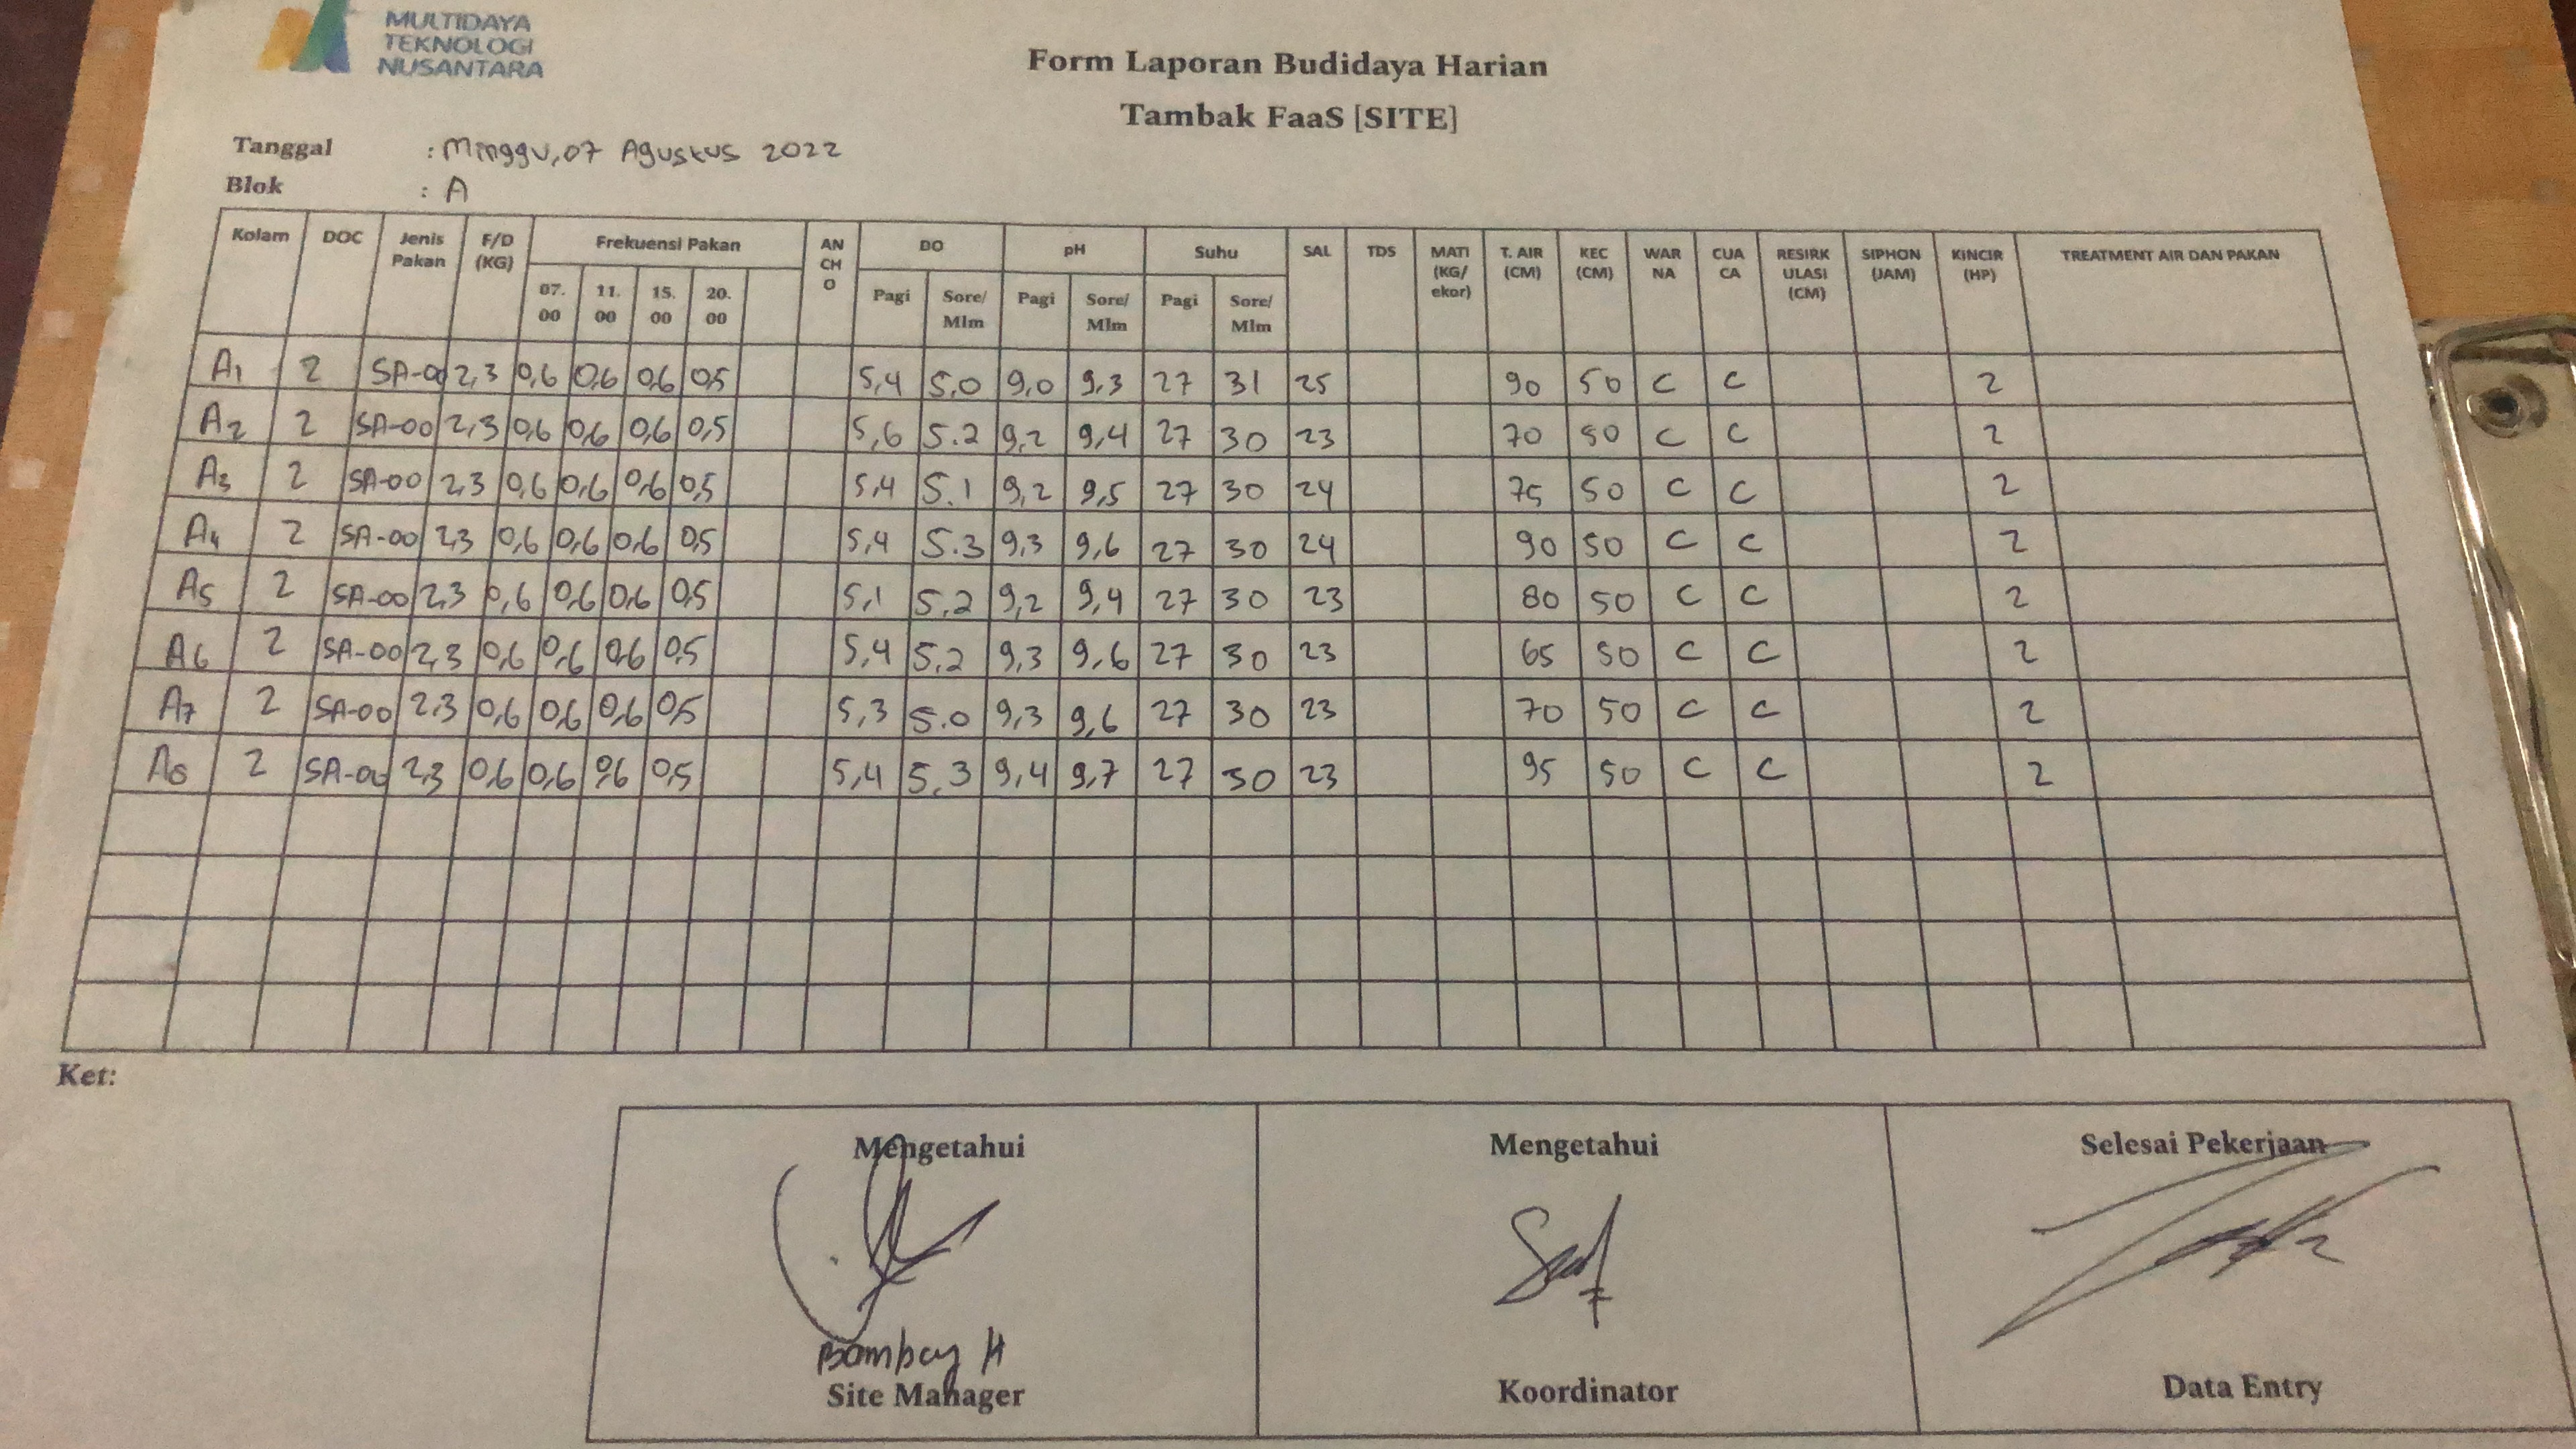 MULTIDAYA
TEKNOLOGI
NUSANTARA
Form Laporan Budidaya Harian
Tambak FaaS [SITE]
Tanggal : Minggu, 07 Agustus 2022
Blok : A
Kolam DOC Jenis Pakan F/D (KG) Frekuensi Pakan AN CH O DO pH Suhu SAL TDS MATI (KG/ ekor) T. AIR (CM) KEC (CM) WAR NA CUA CA RESIRK ULASI (CM) SIPHON (JAM) KINCIR (HP) TREATMENT AIR DAN PAKAN
07. 00 11. 00 15. 00 20. 00 Pagi Sore/ Mlm Pagi Sore/ Mlm Pagi Sore/ Mlm
A1 2 SA-00 2,3 0,6 0,6 0,6 0,5 5,4 5,0 9,0 9,3 27 31 25 90 50 C C 2
A2 2 SA-00 2,3 0,6 0,6 0,6 0,5 5,6 5.2 9,2 9,4 27 30 23 70 50 C C 2
A3 2 SA-00 2,3 0,6 0,6 0,6 0,5 5,4 5.1 9,2 9,5 27 30 24 75 50 C C 2
A4 2 SA-00 2,3 0,6 0,6 0,6 0,5 5,4 5.3 9,3 9,6 27 30 24 90 50 C C 2
A5 2 SA-00 2,3 0,6 0,6 0,6 0,5 5,1 5.2 9,2 9,4 27 30 23 80 50 C C 2
A6 2 SA-00 2,3 0,6 0,6 0,6 0,5 5,4 5.2 9,3 9,6 27 30 23 65 50 C C 2
A7 2 SA-00 2,3 0,6 0,6 0,6 0,5 5,3 5.0 9,3 9,6 27 30 23 70 50 C C 2
A8 2 SA-00 2,3 0,6 0,6 0,6 0,5 5,4 5.3 9,4 9,7 27 30 23 95 50 C C 2
Ket:
Mengetahui Mengetahui Selesai Pekerjaan
Site Manager Koordinator Data Entry